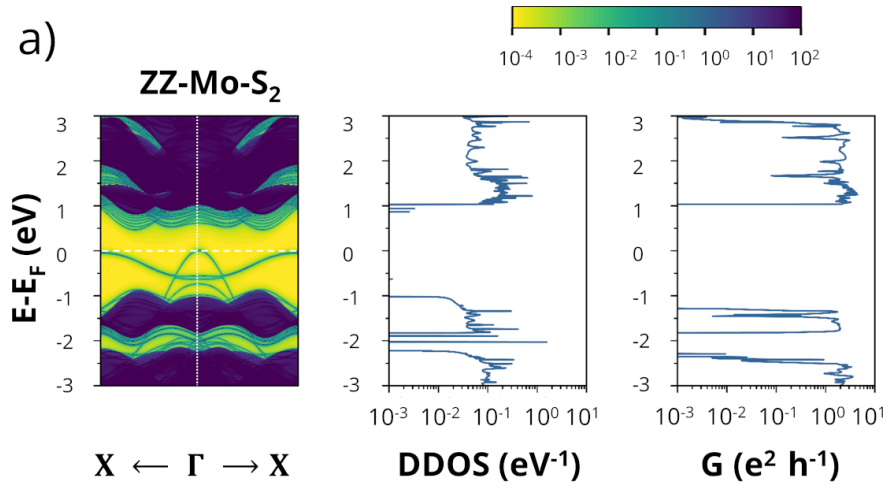 a)
10⁻⁴ 10⁻³ 10⁻² 10⁻¹ 10⁰ 10¹ 10²
ZZ-Mo-S₂
E-E_F (eV)
3
2
1
0
-1
-2
-3
X ← Γ → X
3
2
1
0
-1
-2
-3
10⁻³ 10⁻² 10⁻¹ 10⁰ 10¹
DDOS (eV⁻¹)
3
2
1
0
-1
-2
-3
10⁻³ 10⁻² 10⁻¹ 10⁰ 10¹
G (e² h⁻¹)